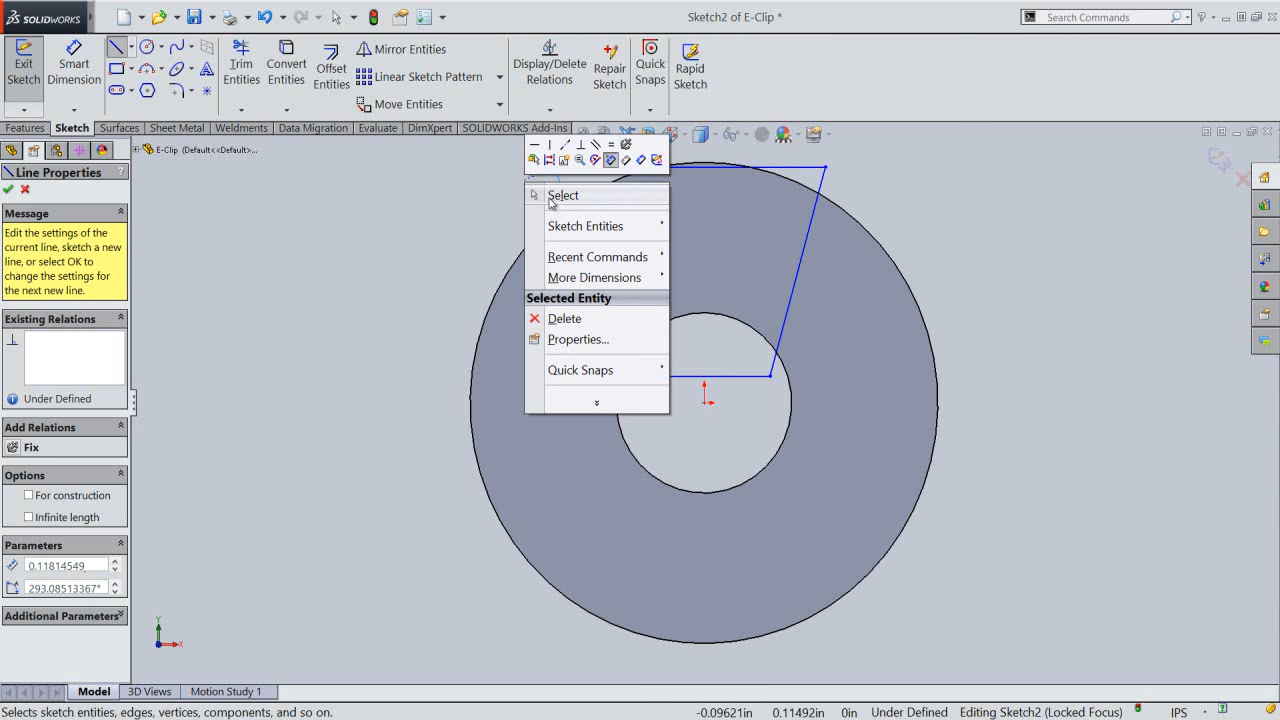 SOLIDWORKS
Sketch2 of E-Clip *
Search Commands
Exit Sketch
Smart Dimension
Trim Entities
Convert Entities
Offset Entities
Mirror Entities
Linear Sketch Pattern
Move Entities
Display/Delete Relations
Repair Sketch
Quick Snaps
Rapid Sketch
Features
Sketch
Surfaces
Sheet Metal
Weldments
Data Migration
Evaluate
DimXpert
SOLIDWORKS Add-Ins
E-Clip (Default<<Default>...
Line Properties
?
Message
Edit the settings of the
current line, sketch a new
line, or select OK to
change the settings for
the next new line.
Existing Relations
Under Defined
Add Relations
Fix
Options
For construction
Infinite length
Parameters
0.11814549
293.08513367°
Additional Parameters
Select
Sketch Entities
Recent Commands
More Dimensions
Selected Entity
Delete
Properties...
Quick Snaps
Y
X
Model
3D Views
Motion Study 1
Selects sketch entities, edges, vertices, components, and so on.
-0.09621in
0.11492in
0in
Under Defined
Editing Sketch2 (Locked Focus)
IPS